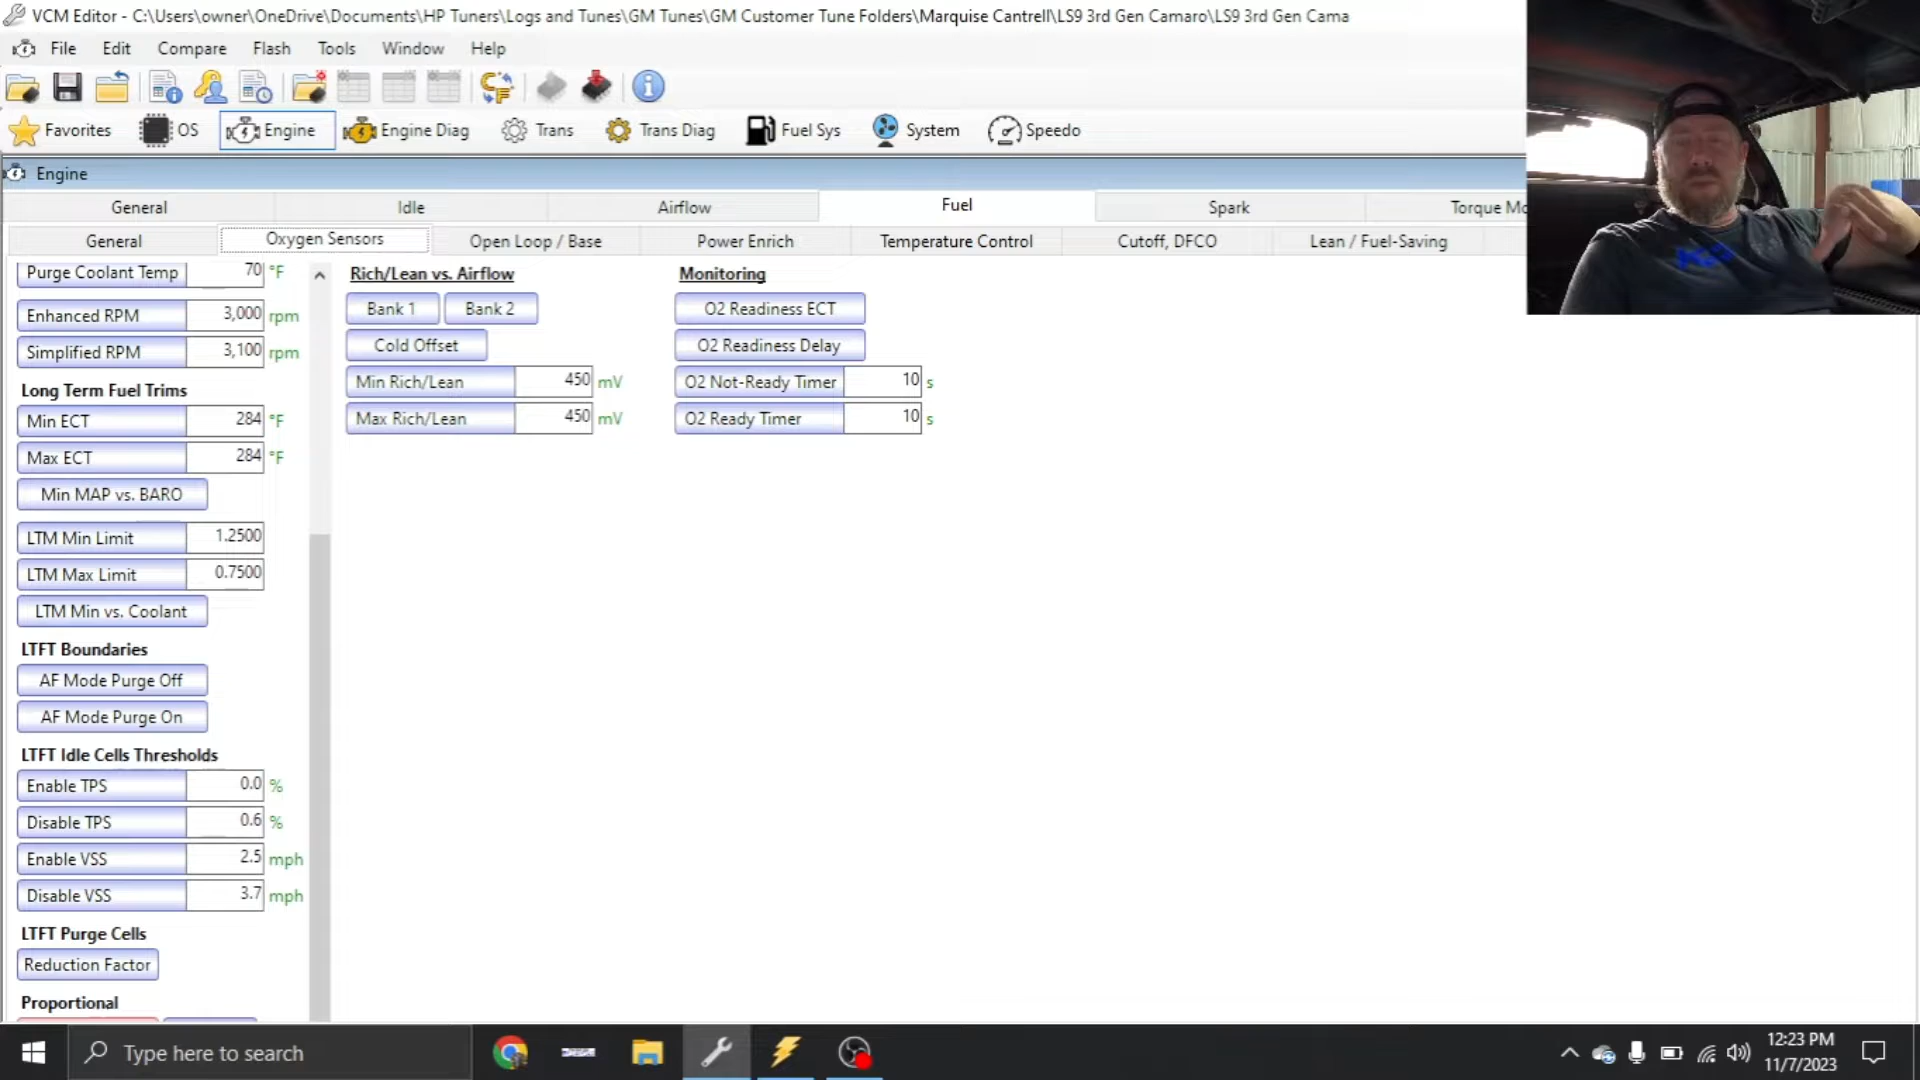 VCM Editor - C:\Users\owner\OneDrive\Documents\HP Tuners\Logs and Tunes\GM Tunes\GM Customer Tune Folders\Marquise Cantrell\LS9 3rd Gen Camaro\LS9 3rd Gen Cama
File Edit Compare Flash Tools Window Help
Favorites OS Engine Engine Diag Trans Trans Diag Fuel Sys System Speedo
Engine
General Idle Airflow Fuel Spark Torque Mo
General Oxygen Sensors Open Loop / Base Power Enrich Temperature Control Cutoff, DFCO Lean / Fuel-Saving
Purge Coolant Temp 70 °F
Enhanced RPM 3,000 rpm
Simplified RPM 3,100 rpm
Long Term Fuel Trims
Min ECT 284 °F
Max ECT 284 °F
Min MAP vs. BARO
LTM Min Limit 1.2500
LTM Max Limit 0.7500
LTM Min vs. Coolant
LTFT Boundaries
AF Mode Purge Off
AF Mode Purge On
LTFT Idle Cells Thresholds
Enable TPS 0.0 %
Disable TPS 0.6 %
Enable VSS 2.5 mph
Disable VSS 3.7 mph
LTFT Purge Cells
Reduction Factor
Proportional
Rich/Lean vs. Airflow
Bank 1 Bank 2
Cold Offset
Min Rich/Lean 450 mV
Max Rich/Lean 450 mV
Monitoring
O2 Readiness ECT
O2 Readiness Delay
O2 Not-Ready Timer 10 s
O2 Ready Timer 10 s
Type here to search
12:23 PM
11/7/2023